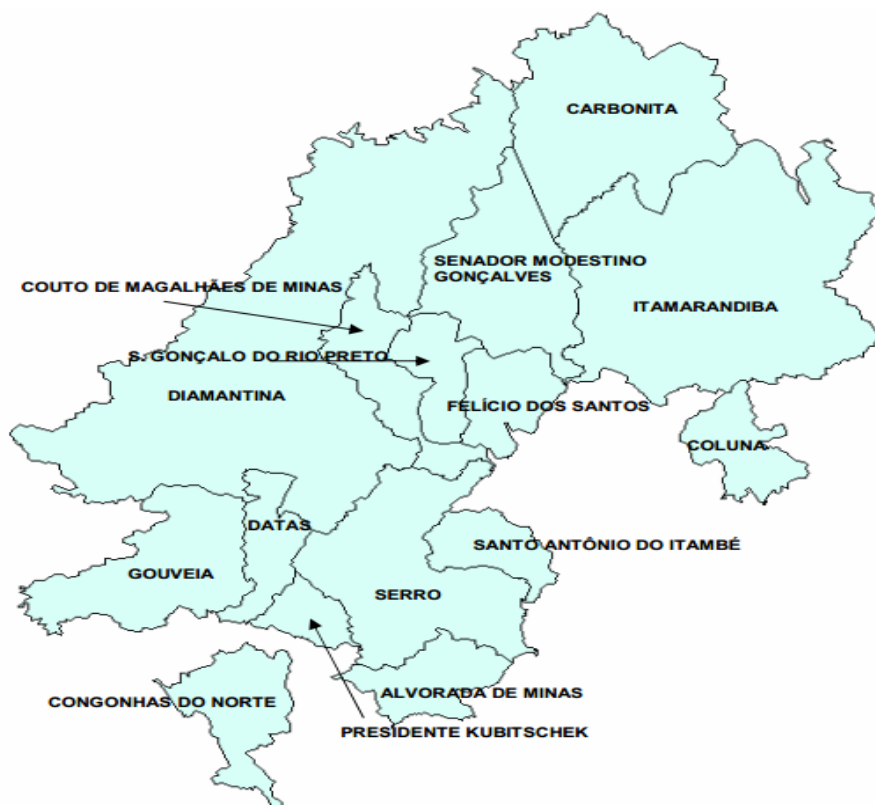 CARBONITA
SENADOR MODESTINO
GONÇALVES
COUTO DE MAGALHÃES DE MINAS
ITAMARANDIBA
S. GONÇALO DO RIO PRETO
DIAMANTINA
FELÍCIO DOS SANTOS
COLUNA
DATAS
SANTO ANTÔNIO DO ITAMBÉ
GOUVEIA
SERRO
ALVORADA DE MINAS
CONGONHAS DO NORTE
PRESIDENTE KUBITSCHEK